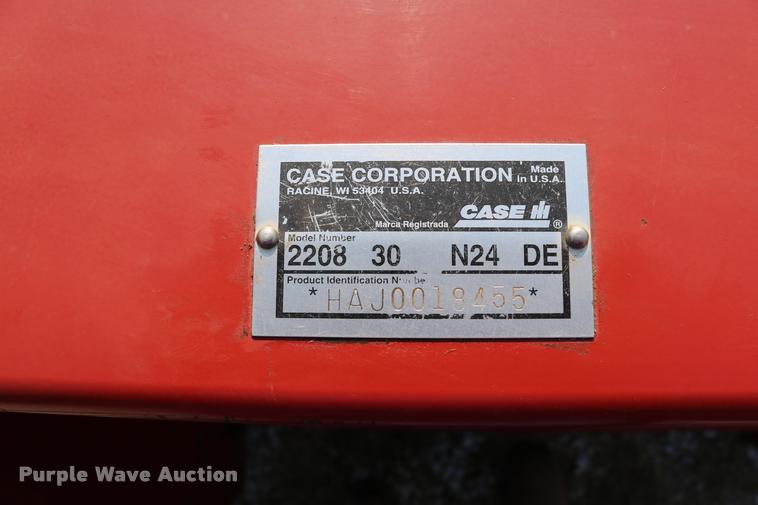 CASE CORPORATION Made
In U.S.A.
RACINE, WI 53404 U.S.A.
Marca Registrada CASE IH ®
Model Number
2208 30 N24 DE
Product Identification Number
*HAJ0018455*
Purple Wave Auction